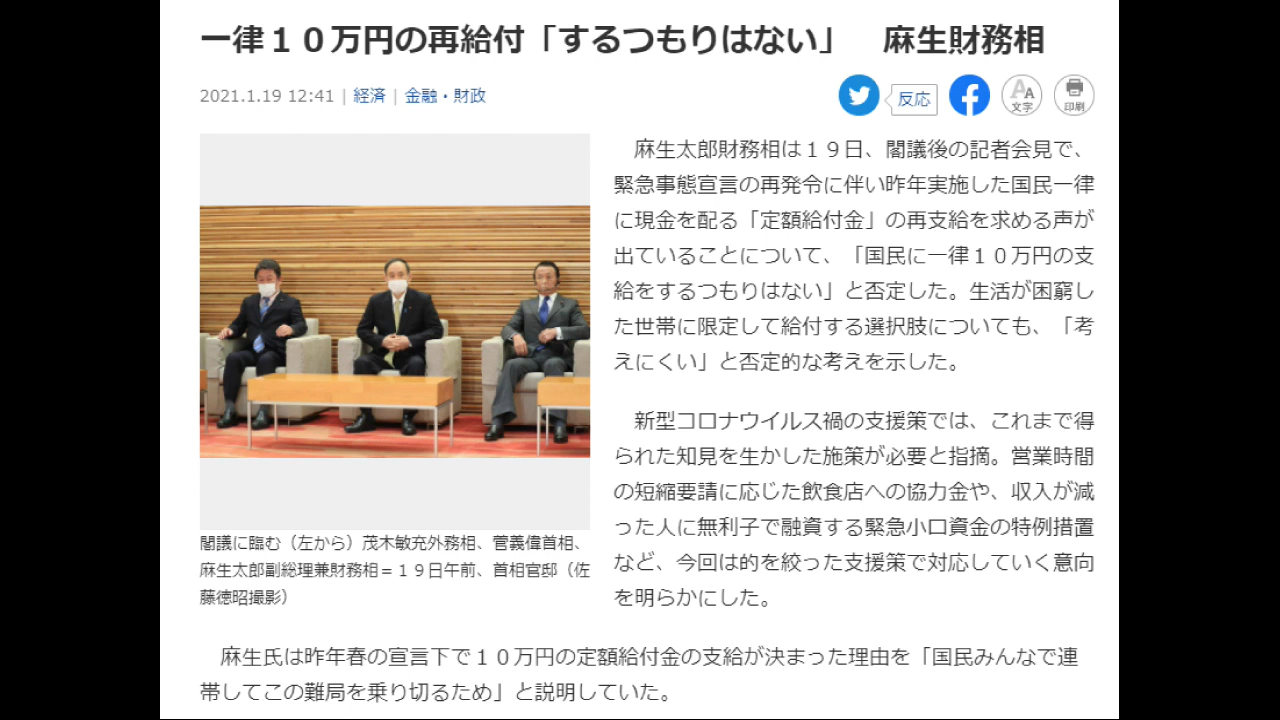 一律１０万円の再給付「するつもりはない」　麻生財務相
2021.1.19 12:41 | 経済 | 金融・財政
反応
文字
印刷
麻生太郎財務相は１９日、閣議後の記者会見で、
緊急事態宣言の再発令に伴い昨年実施した国民一律
に現金を配る「定額給付金」の再支給を求める声が
出ていることについて、「国民に一律１０万円の支
給をするつもりはない」と否定した。生活が困窮し
た世帯に限定して給付する選択肢についても、「考
えにくい」と否定的な考えを示した。
新型コロナウイルス禍の支援策では、これまで得
られた知見を生かした施策が必要と指摘。営業時間
の短縮要請に応じた飲食店への協力金や、収入が減
った人に無利子で融資する緊急小口資金の特例措置
など、今回は的を絞った支援策で対応していく意向
を明らかにした。
閣議に臨む（左から）茂木敏充外務相、菅義偉首相、
麻生太郎副総理兼財務相＝１９日午前、首相官邸（佐
藤徳昭撮影）
麻生氏は昨年春の宣言下で１０万円の定額給付金の支給が決まった理由を「国民みんなで連
帯してこの難局を乗り切るため」と説明していた。